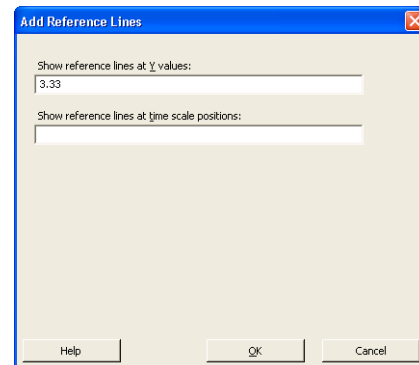 Add Reference Lines
Show reference lines at Y values:
3.33
Show reference lines at time scale positions:
Help OK Cancel